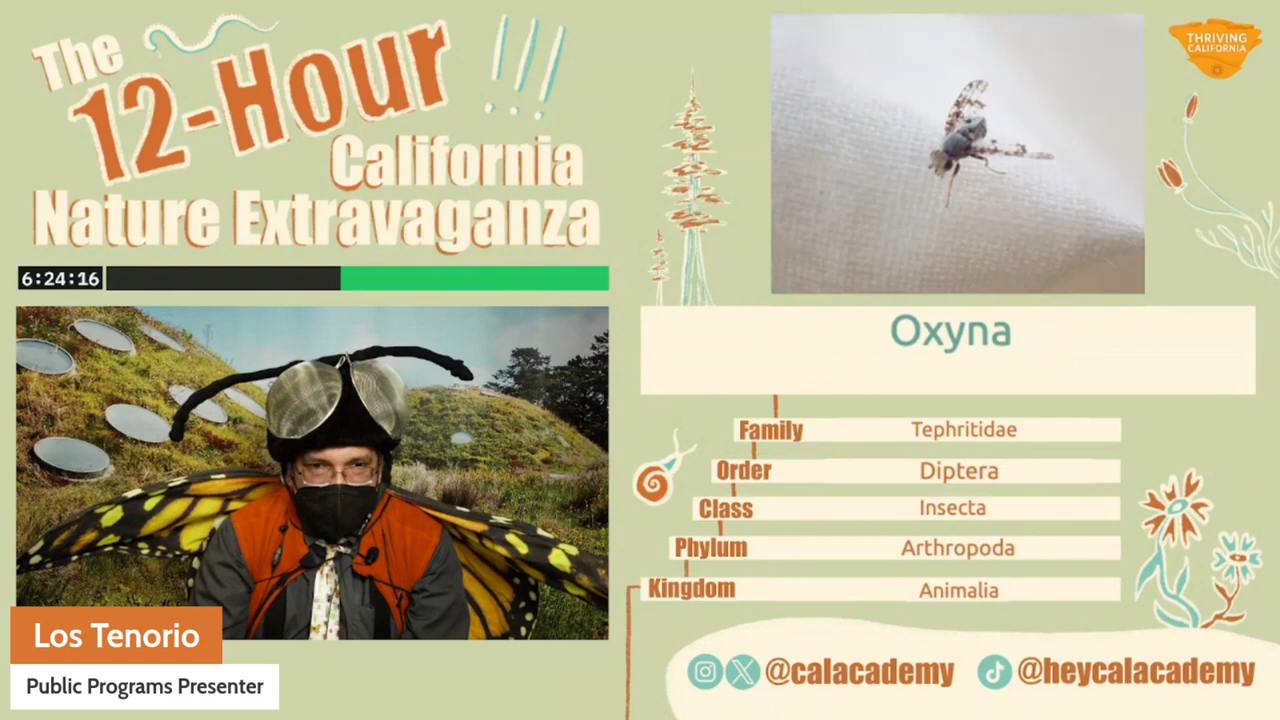 The
12-Hour !!!
California
Nature Extravaganza
6:24:16
THRIVING
CALIFORNIA
Oxyna
Family Tephritidae
Order Diptera
Class Insecta
Phylum Arthropoda
Kingdom Animalia
Los Tenorio
Public Programs Presenter
@calacademy @heycalacademy